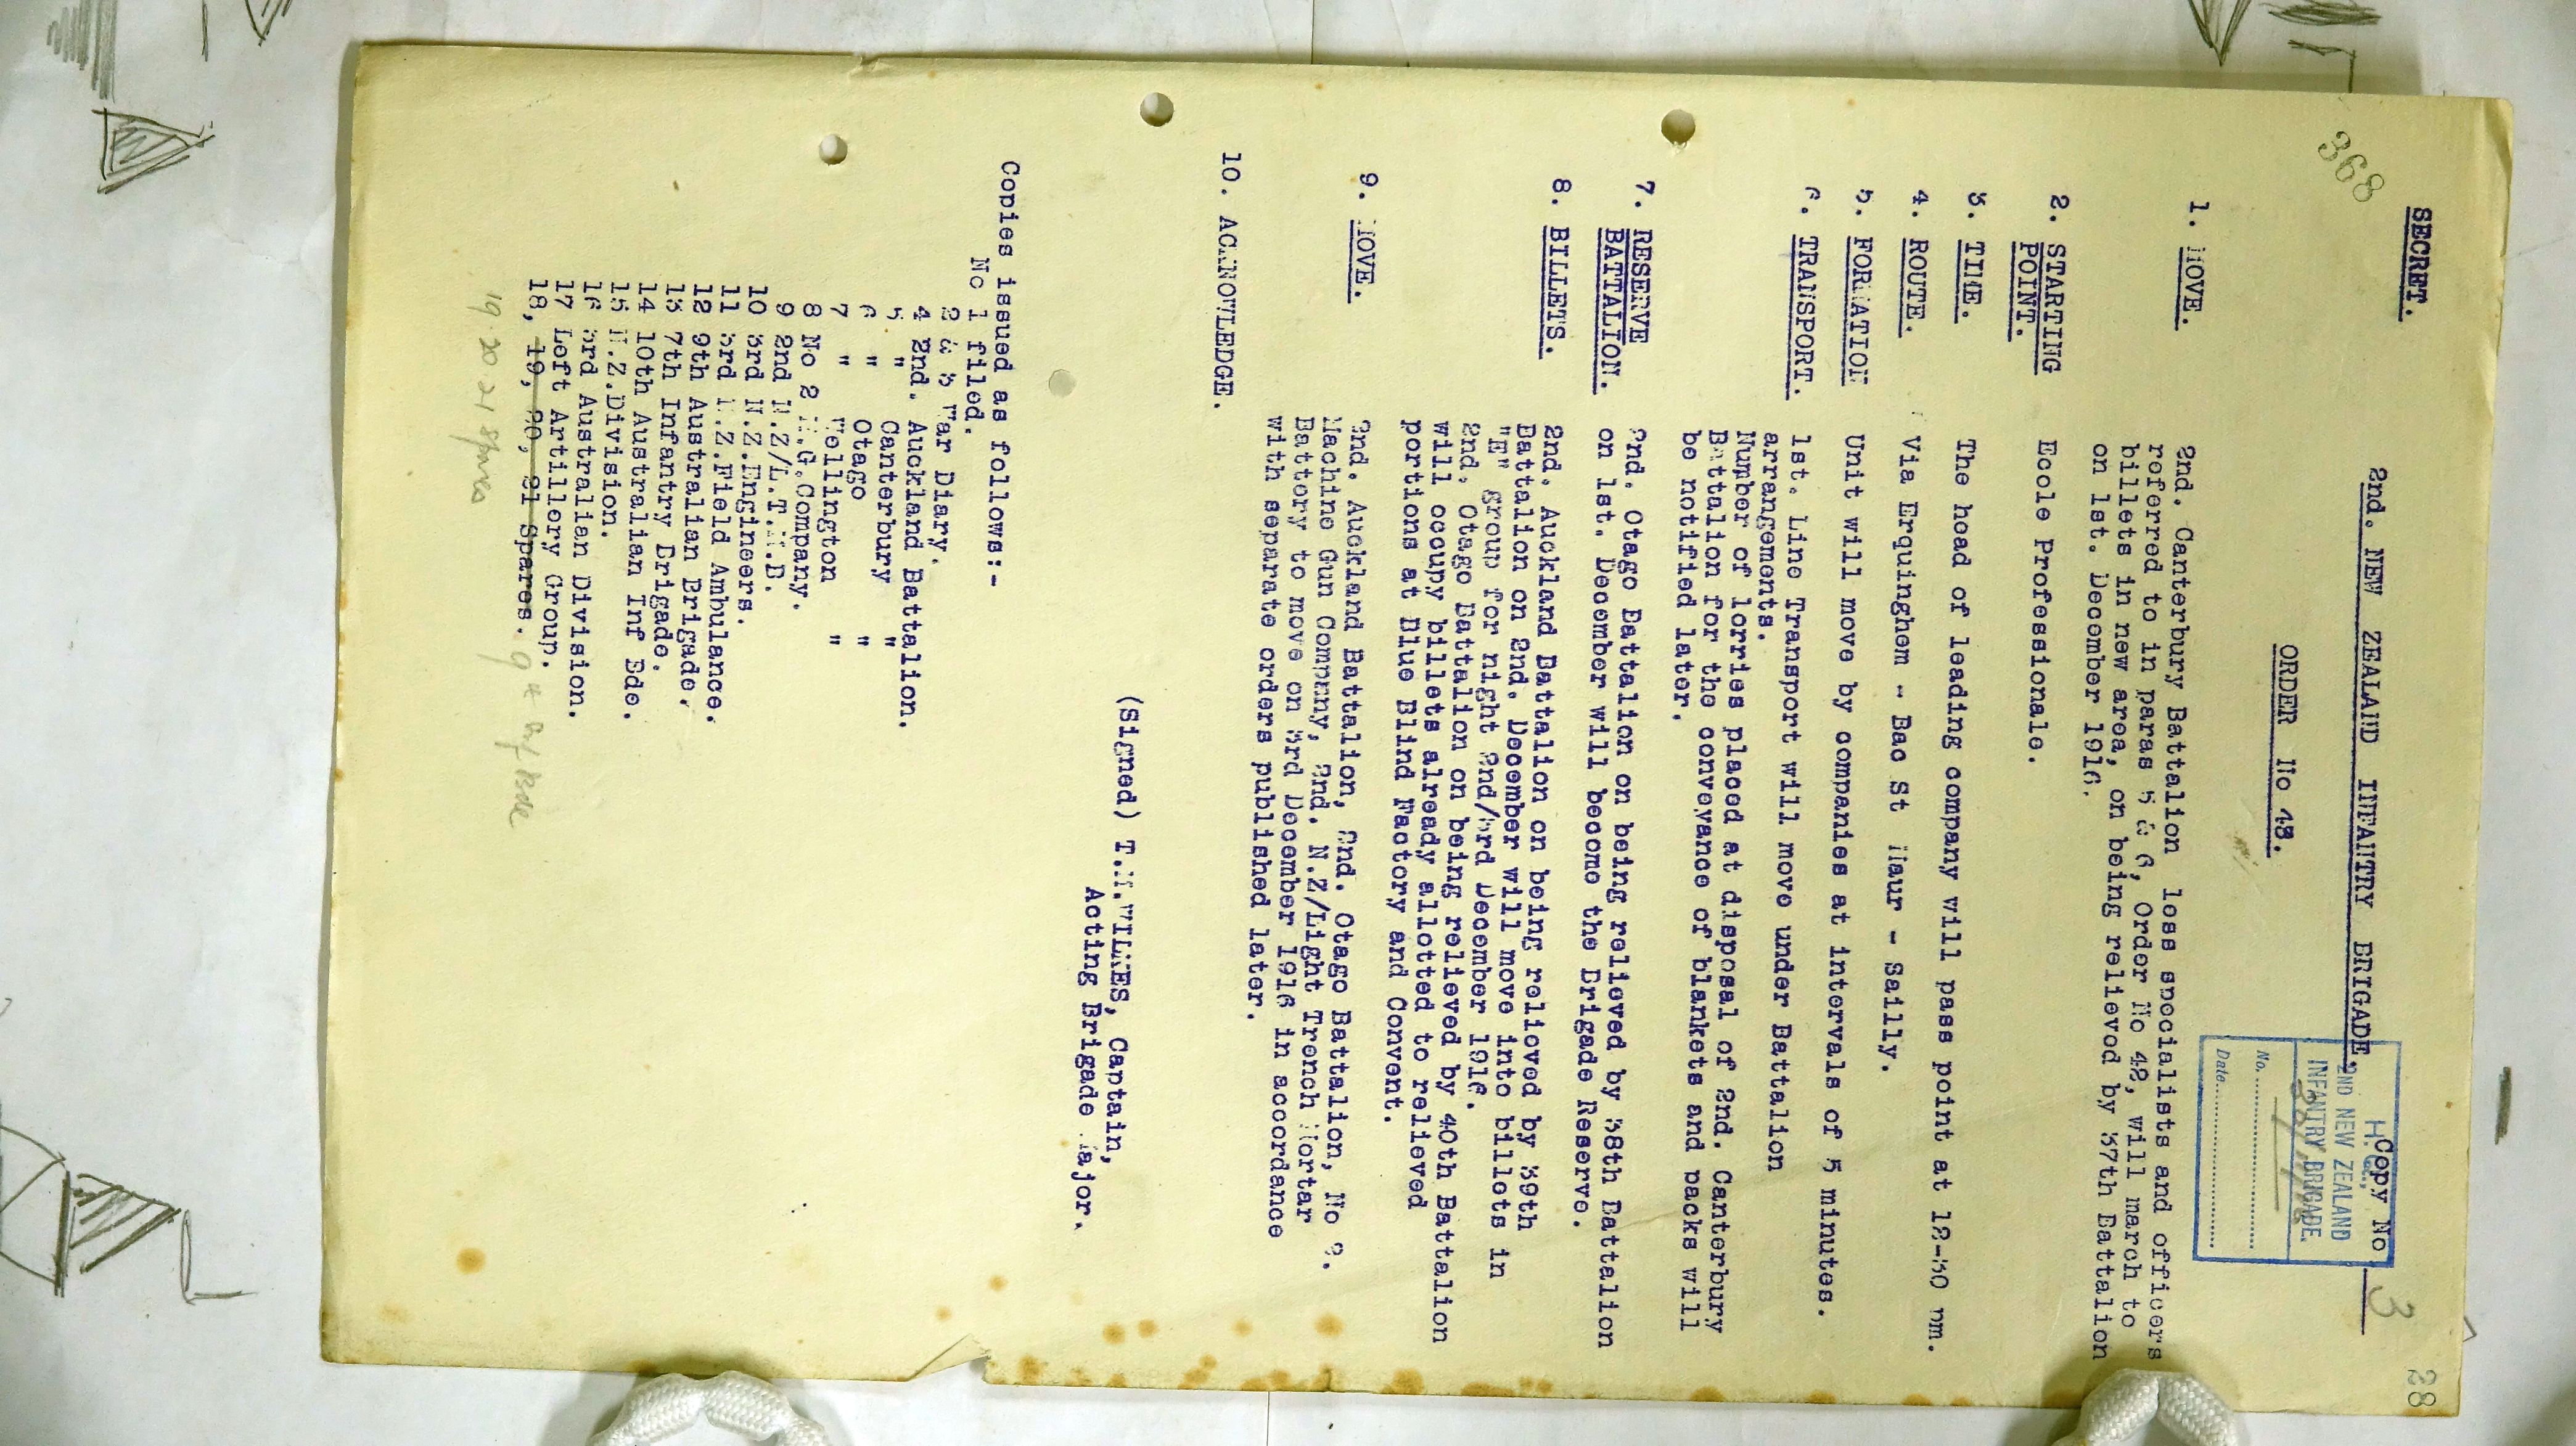 368
28
SECRET.
Copy No 3
2nd. NEW ZEALAND INFANTRY BRIGADE.
2ND NEW ZEALAND
INFANTRY BRIGADE.
No.
Date
ORDER No 43.
1. MOVE. 2nd. Canterbury Battalion less specialists and officers
referred to in paras 5 & 6, Order No 42, will march to
billets in new area, on being relieved by 37th Battalion
on 1st. December 1916.
2. STARTING Ecole Professionale.
POINT.
3. TIME. The head of leading company will pass point at 12-30 pm.
4. ROUTE. Via Erquinghem - Bac St Maur - Sailly.
5. FORMATION Unit will move by companies at intervals of 5 minutes.
6. TRANSPORT. 1st. Line Transport will move under Battalion
arrangements.
Number of lorries placed at disposal of 2nd. Canterbury
Battalion for the conveyance of blankets and packs will
be notified later.
7. RESERVE 2nd. Otago Battalion on being relieved by 38th Battalion
BATTALION. on 1st. December will become the Brigade Reserve.
8. BILLETS. 2nd. Auckland Battalion on being relieved by 39th
Battalion on 2nd. December will move into billets in
"E" group for night 2nd/3rd December 1916.
2nd. Otago Battalion on being relieved by 40th Battalion
will occupy billets already allotted to relieved
portions at Blue Blind Factory and Convent.
9. MOVE. 2nd. Auckland Battalion, 2nd. Otago Battalion, No 2.
Machine Gun Company, 2nd. N.Z/Light Trench Mortar
Battery to move on 3rd December 1916 in accordance
with separate orders published later.
10. ACKNOWLEDGE.
(Signed) T.M.WILKES, Captain,
Acting Brigade Major.
Copies issued as follows:-
No 1 filed.
2 & 3 War Diary.
4 2nd. Auckland Battalion.
5 " Canterbury "
6 " Otago "
7 " Wellington "
8 No 2 M.G.Company.
9 2nd N.Z/L.T.M.B.
10 3rd N.Z.Engineers.
11 3rd N.Z.Field Ambulance.
12 9th Australian Brigade.
13 7th Infantry Brigade.
14 10th Australian Inf Bde.
15 N.Z.Division.
16 3rd Australian Division.
17 Left Artillery Group.
18, 19, 20, 21 Spares. 9th Inf Bde
19 20 21 spares